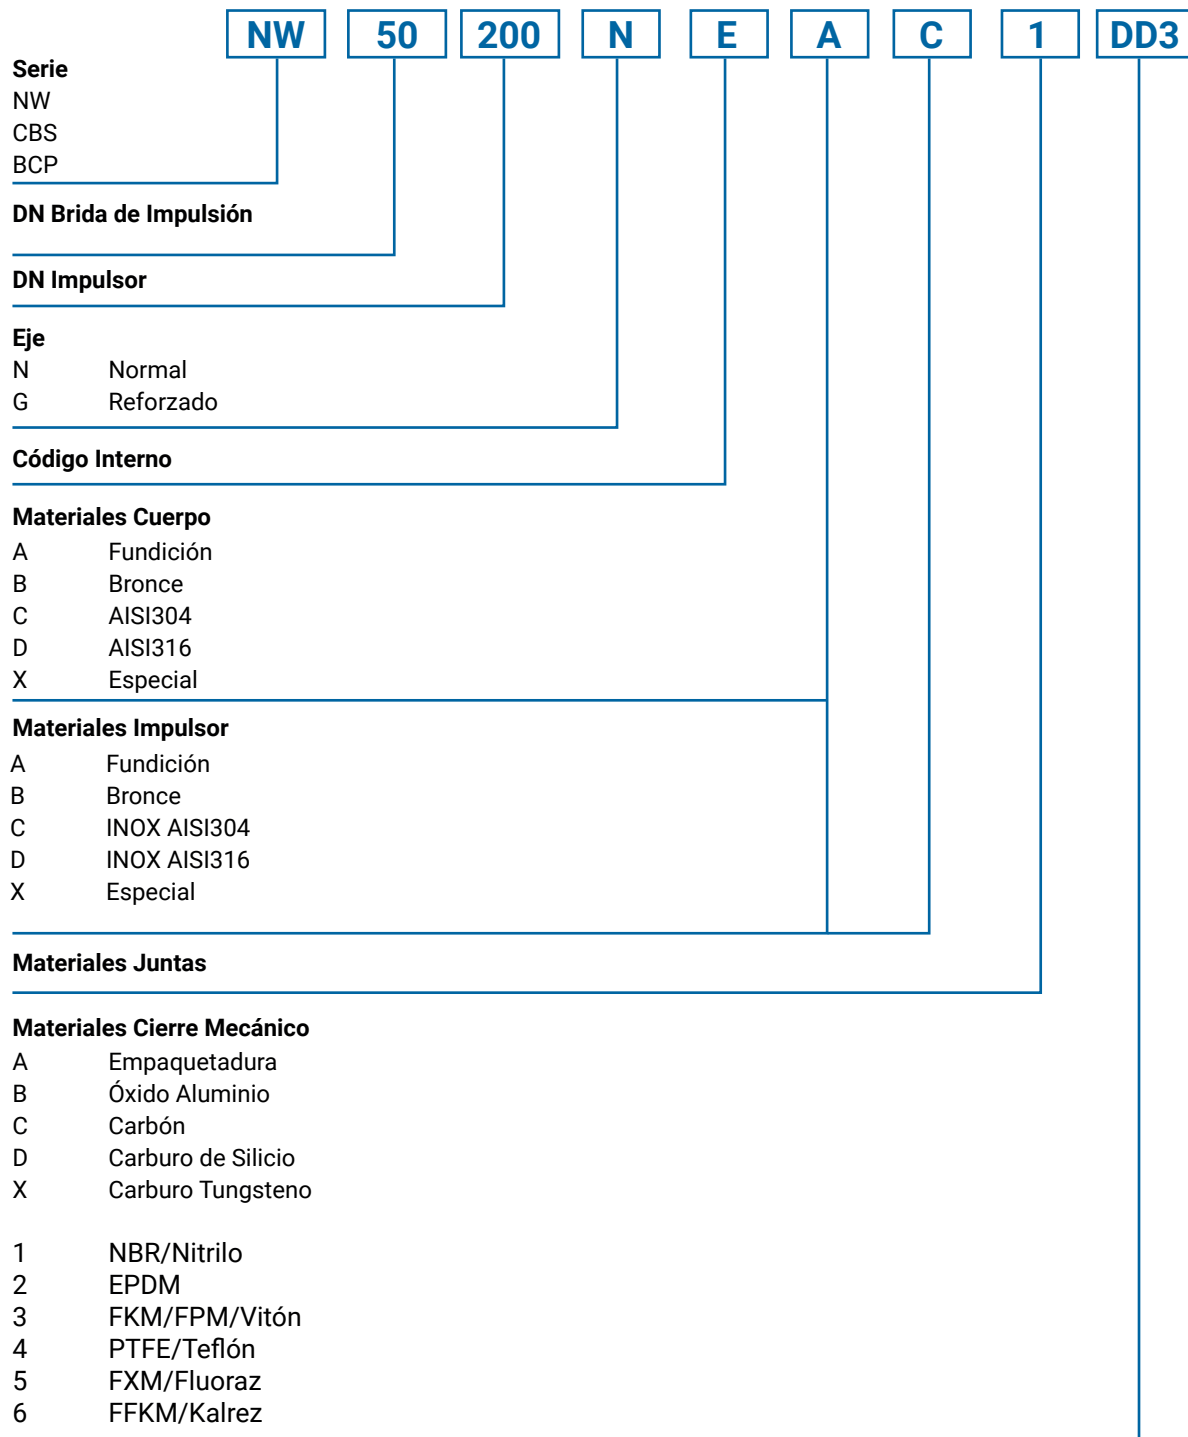 NW 50 200 N E A C 1 DD3
Serie
NW
CBS
BCP
DN Brida de Impulsión
DN Impulsor
Eje
N Normal
G Reforzado
Código Interno
Materiales Cuerpo
A Fundición
B Bronce
C AISI304
D AISI316
X Especial
Materiales Impulsor
A Fundición
B Bronce
C INOX AISI304
D INOX AISI316
X Especial
Materiales Juntas
Materiales Cierre Mecánico
A Empaquetadura
B Óxido Aluminio
C Carbón
D Carburo de Silicio
X Carburo Tungsteno
1 NBR/Nitrilo
2 EPDM
3 FKM/FPM/Vitón
4 PTFE/Teflón
5 FXM/Fluoraz
6 FFKM/Kalrez